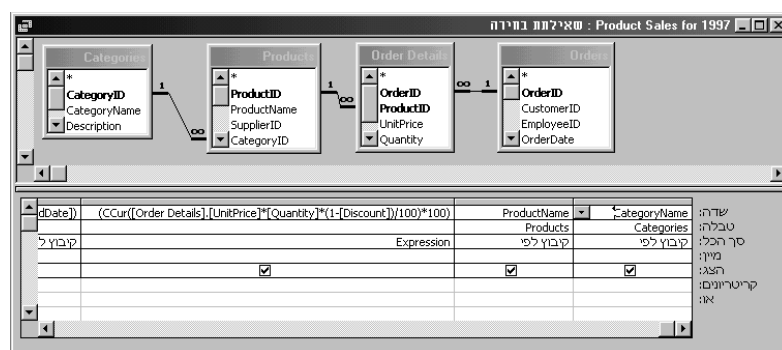 Product Sales for 1997 : שאילתת בחירה
Categories
*
CategoryID
CategoryName
Description
Products
*
ProductID
ProductName
SupplierID
CategoryID
Order Details
*
OrderID
ProductID
UnitPrice
Quantity
Orders
*
OrderID
CustomerID
EmployeeID
OrderDate
1
∞
1
∞
∞
1
שדה: CategoryName ProductName (CCur([Order Details].[UnitPrice]*[Quantity]*(1-[Discount])/100)*100) dDate])
טבלה: Categories Products
סך הכל: קיבוץ לפי קיבוץ לפי Expression קיבוץ ל
מיין:
הצג:
קריטריונים:
או: